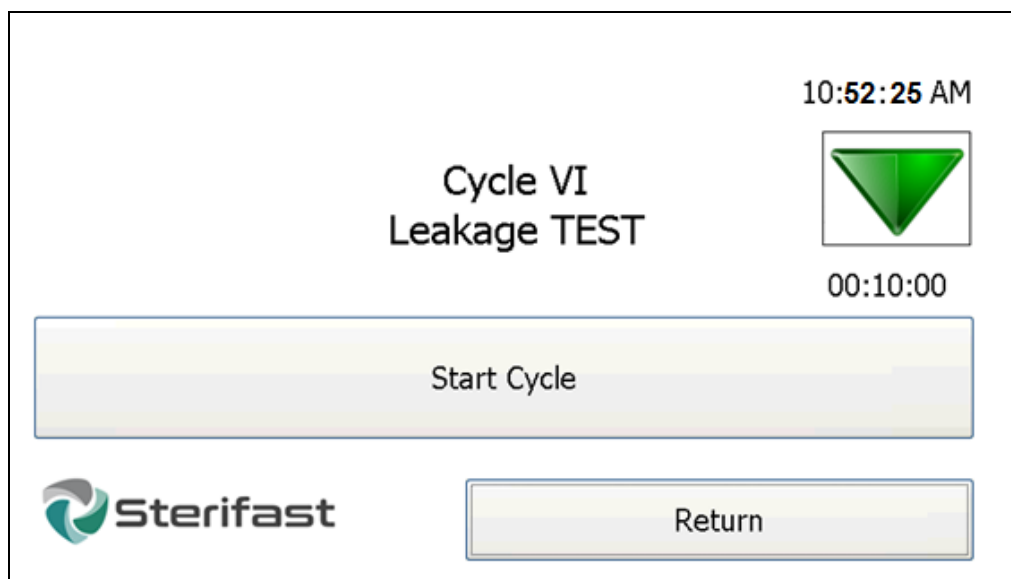 10:52:25 AM
Cycle VI
Leakage TEST
00:10:00
Start Cycle
Sterifast
Return